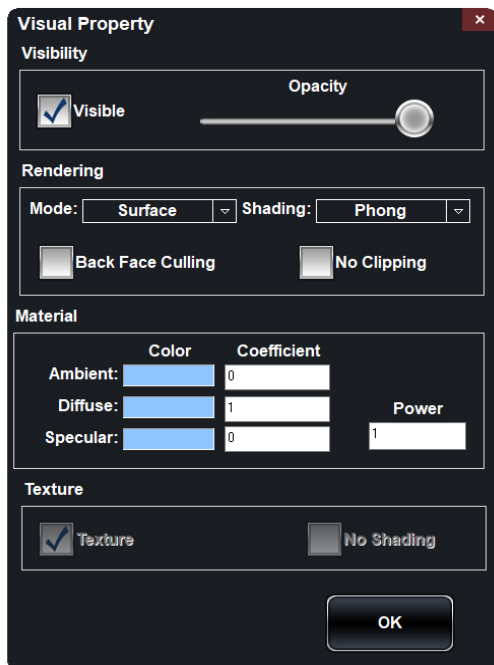 Visual Property
Visibility
Opacity
Visible
Rendering
Mode: Surface Shading: Phong
Back Face Culling No Clipping
Material
Color Coefficient
Ambient: 0
Diffuse: 1 Power
Specular: 0 1
Texture
Texture No Shading
OK